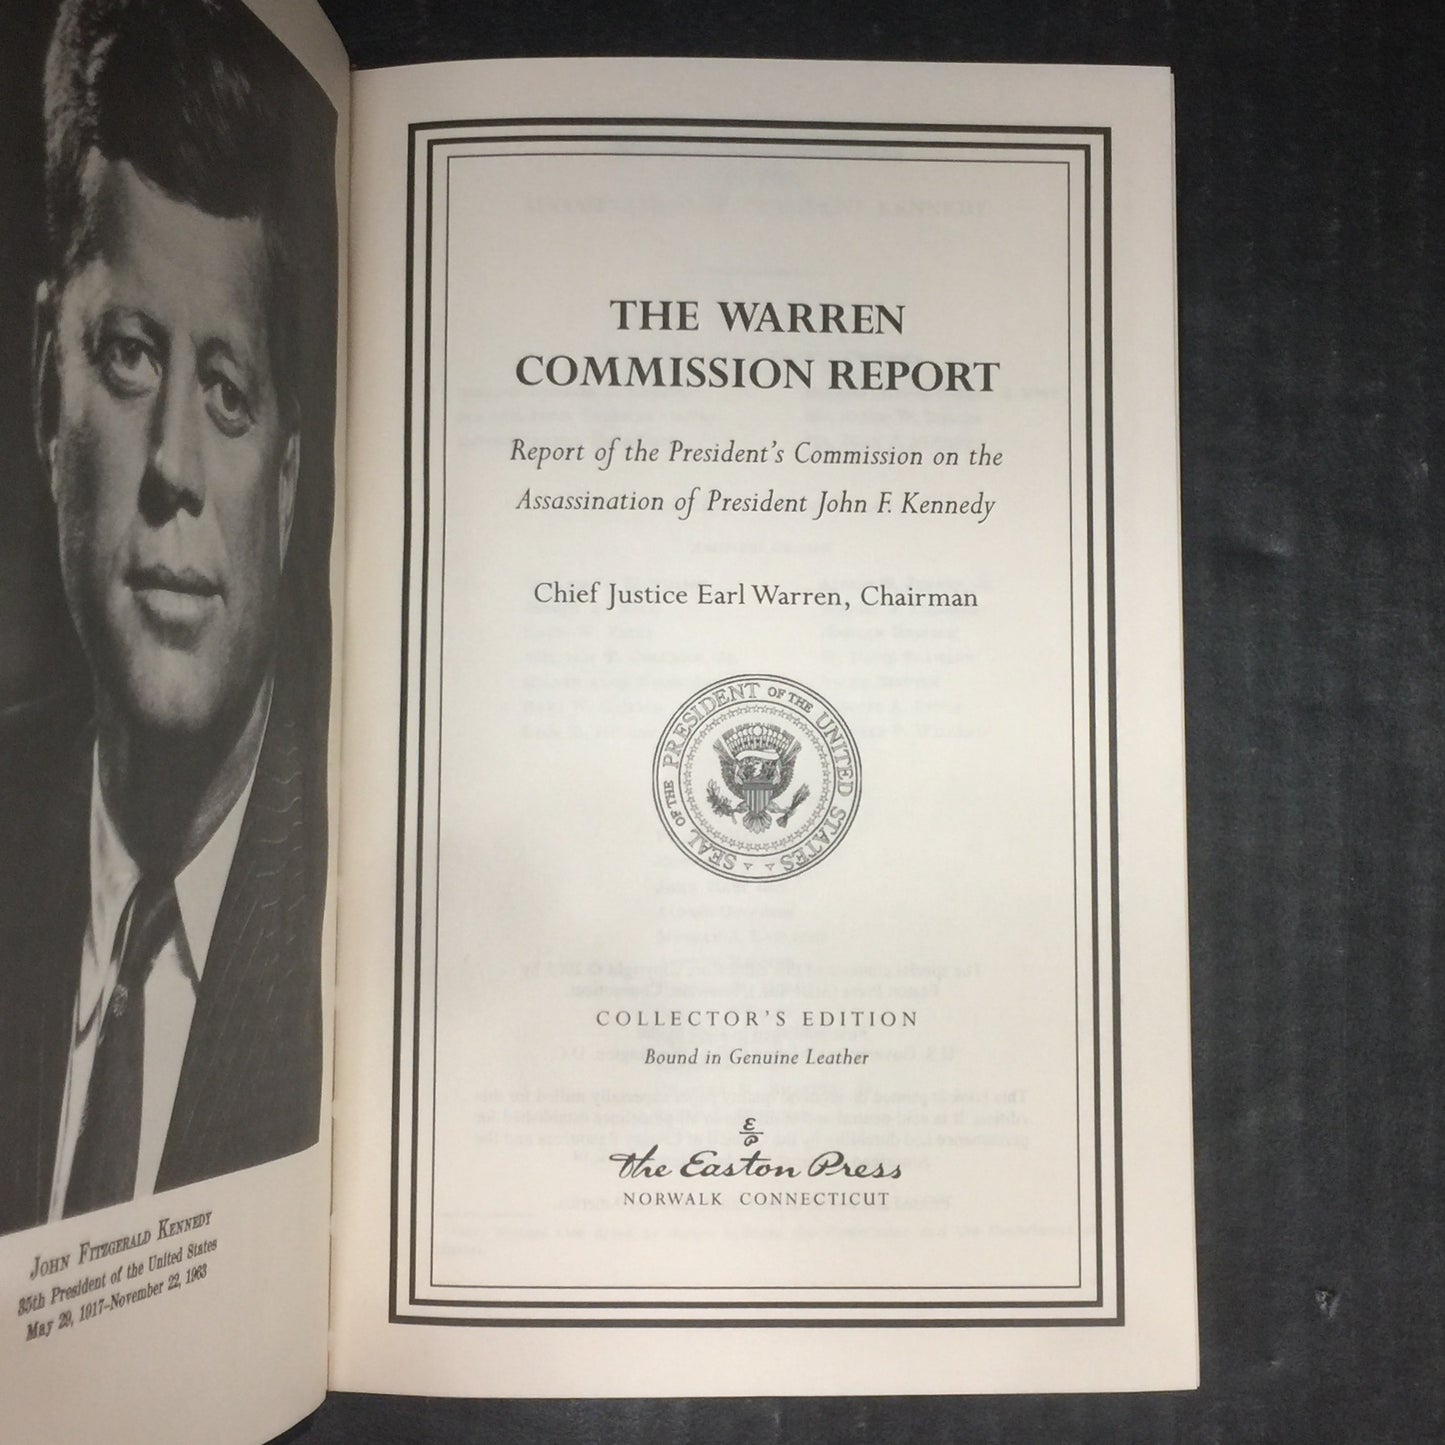 JOHN FITZGERALD KENNEDY
35th President of the United States
May 29, 1917–November 22, 1963
THE WARREN
COMMISSION REPORT
Report of the President's Commission on the
Assassination of President John F. Kennedy
Chief Justice Earl Warren, Chairman
SEAL OF THE PRESIDENT OF THE UNITED STATES
COLLECTOR'S EDITION
Bound in Genuine Leather
E/P
The Easton Press
NORWALK CONNECTICUT